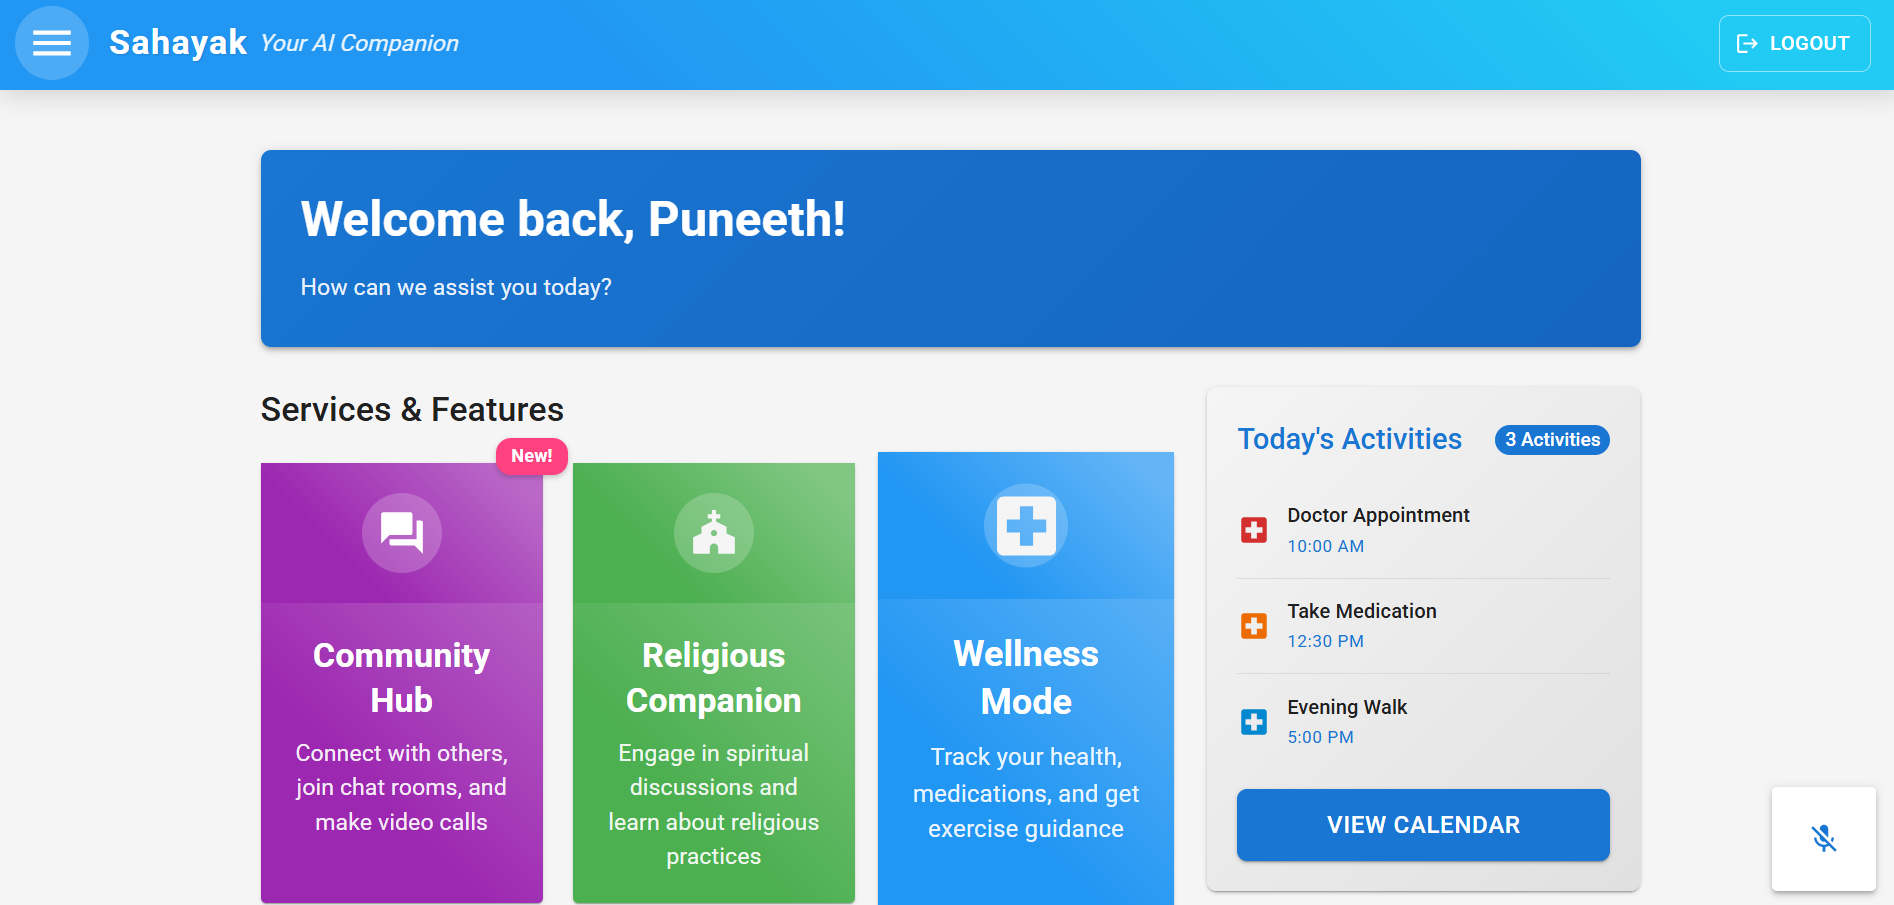 Sahayak Your AI Companion
LOGOUT
Welcome back, Puneeth!
How can we assist you today?
Services & Features
New!
Community
Hub
Connect with others,
join chat rooms, and
make video calls
Religious
Companion
Engage in spiritual
discussions and
learn about religious
practices
Wellness
Mode
Track your health,
medications, and get
exercise guidance
Today's Activities
3 Activities
Doctor Appointment
10:00 AM
Take Medication
12:30 PM
Evening Walk
5:00 PM
VIEW CALENDAR